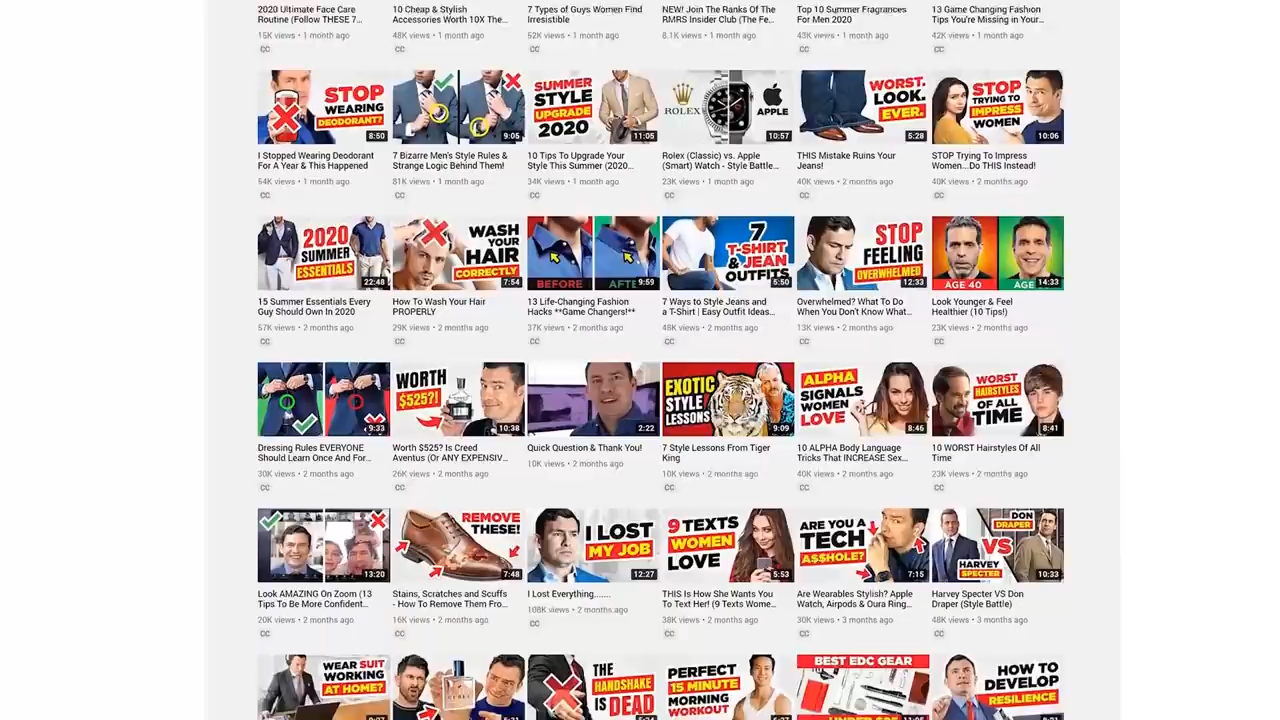 2020 Ultimate Face Care
Routine (Follow THESE 7...
15K views • 1 month ago
CC
10 Cheap & Stylish
Accessories Worth 10X The...
48K views • 1 month ago
CC
7 Types of Guys Women Find
Irresistible
52K views • 1 month ago
CC
NEW! Join The Ranks Of The
RMRS Insider Club (The Fe...
8.1K views • 1 month ago
Top 10 Summer Fragrances
For Men 2020
43K views • 1 month ago
CC
13 Game Changing Fashion
Tips You're Missing in Your...
42K views • 1 month ago
CC
STOP
WEARING
DEODORANT?
8:50
I Stopped Wearing Deodorant
For A Year & This Happened
54K views • 1 month ago
CC
9:05
7 Bizarre Men's Style Rules &
Strange Logic Behind Them!
81K views • 1 month ago
CC
SUMMER
STYLE
UPGRADE
2020
11:05
10 Tips To Upgrade Your
Style This Summer (2020...
34K views • 1 month ago
CC
ROLEX
APPLE
10:57
Rolex (Classic) vs. Apple
(Smart) Watch - Style Battle...
23K views • 1 month ago
CC
WORST.
LOOK.
EVER.
5:28
THIS Mistake Ruins Your
Jeans!
40K views • 2 months ago
CC
STOP
TRYING TO
IMPRESS
WOMEN
10:06
STOP Trying To Impress
Women...Do THIS Instead!
40K views • 2 months ago
CC
2020
SUMMER
ESSENTIALS
22:48
15 Summer Essentials Every
Guy Should Own In 2020
57K views • 2 months ago
CC
WASH
YOUR
HAIR
CORRECTLY
7:54
How To Wash Your Hair
PROPERLY
29K views • 2 months ago
CC
BEFORE
AFTE
9:59
13 Life-Changing Fashion
Hacks **Game Changers!**
37K views • 2 months ago
CC
7
T-SHIRT
& JEAN
OUTFITS
5:50
7 Ways to Style Jeans and
a T-Shirt | Easy Outfit Ideas...
48K views • 2 months ago
CC
STOP
FEELING
OVERWHELMED
12:33
Overwhelmed? What To Do
When You Don't Know What...
13K views • 2 months ago
CC
AGE 40
AGE
14:33
Look Younger & Feel
Healthier (10 Tips!)
23K views • 2 months ago
CC
9:33
Dressing Rules EVERYONE
Should Learn Once And For...
30K views • 2 months ago
CC
WORTH
$525?!
10:38
Worth $525? Is Creed
Aventus (Or ANY EXPENSIV...
26K views • 2 months ago
CC
2:22
Quick Question & Thank You!
10K views • 2 months ago
EXOTIC
STYLE
LESSONS
9:09
7 Style Lessons From Tiger
King
10K views • 2 months ago
CC
ALPHA
SIGNALS
WOMEN
LOVE
8:46
10 ALPHA Body Language
Tricks That INCREASE Sex...
40K views • 2 months ago
CC
WORST
HAIRSTYLES
OF ALL
TIME
8:41
10 WORST Hairstyles Of All
Time
23K views • 2 months ago
CC
13:20
Look AMAZING On Zoom (13
Tips To Be More Confident...
20K views • 2 months ago
CC
REMOVE
THESE!
7:48
Stains, Scratches and Scuffs
- How To Remove Them Fro...
16K views • 2 months ago
CC
I LOST
MY JOB
12:27
I Lost Everything.......
108K views • 2 months ago
CC
9 TEXTS
WOMEN
LOVE
5:53
THIS Is How She Wants You
To Text Her! (9 Texts Wome...
38K views • 2 months ago
CC
ARE YOU A
TECH
A$$HOLE?
7:15
Are Wearables Stylish? Apple
Watch, Airpods & Oura Ring...
30K views • 3 months ago
CC
DON
DRAPER
VS
HARVEY
SPECTER
10:33
Harvey Specter VS Don
Draper (Style Battle)
48K views • 3 months ago
CC
WEAR SUIT
WORKING
AT HOME?
THE
HANDSHAKE
IS DEAD
PERFECT
15 MINUTE
MORNING
WORKOUT
BEST EDC GEAR
HOW TO
DEVELOP
RESILIENCE